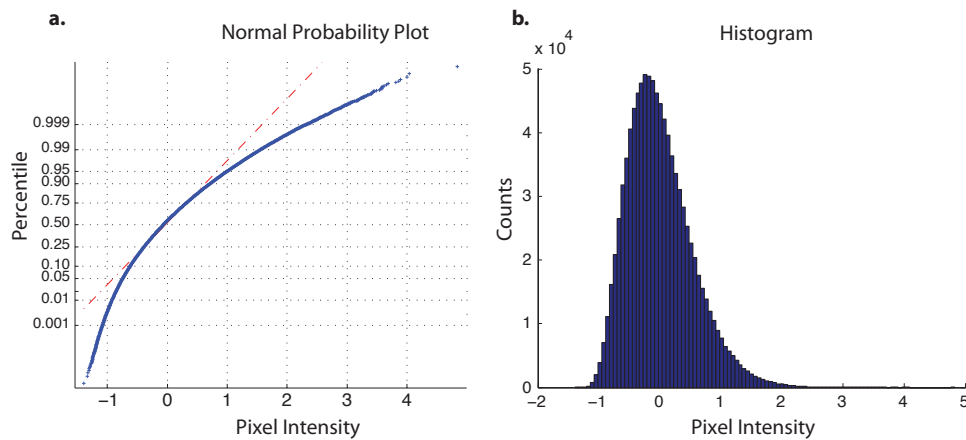 a.
Normal Probability Plot
Percentile
0.999
0.99
0.95
0.90
0.75
0.50
0.25
0.10
0.05
0.01
0.001
−1 0 1 2 3 4
Pixel Intensity
b.
Histogram
x 10^4
Counts
5
4
3
2
1
0
−2 −1 0 1 2 3 4 5
Pixel Intensity